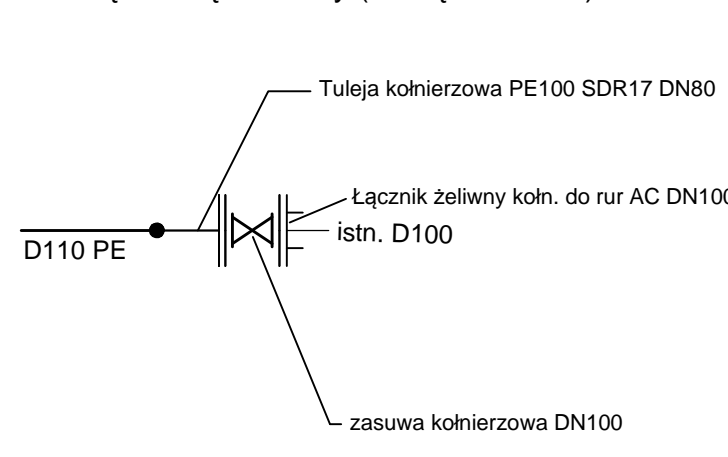 Tuleja kołnierzowa PE100 SDR17 DN80
Łącznik żeliwny kołn. do rur AC DN100
istn. D100
D110 PE
zasuwa kołnierzowa DN100